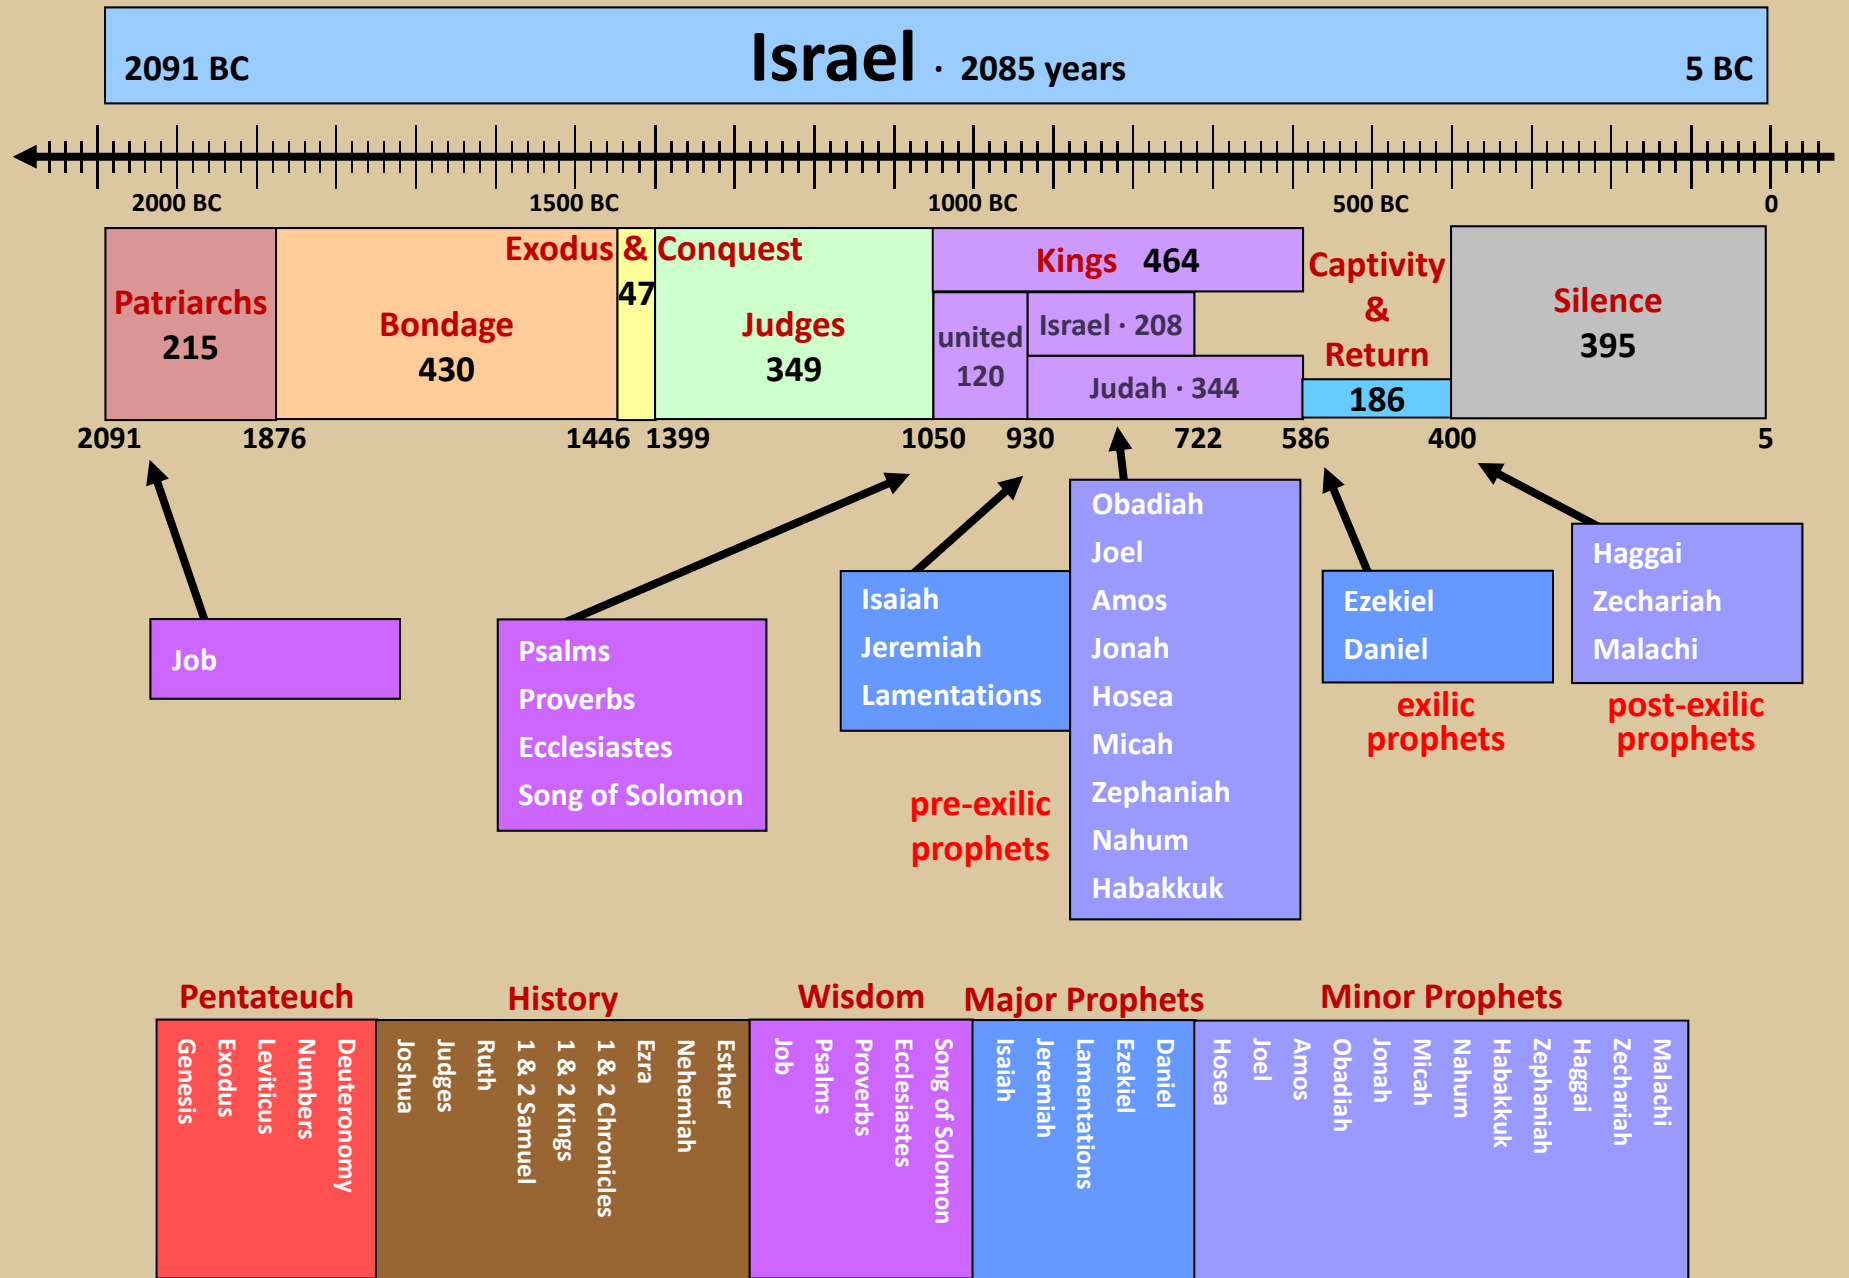 2091 BC
Israel · 2085 years
5 BC
2000 BC
1500 BC
1000 BC
500 BC
0
Patriarchs
215
Bondage
430
Exodus & Conquest
47
Judges
349
Kings 464
united
120
Israel · 208
Judah · 344
Captivity
&
Return
186
Silence
395
2091
1876
1446
1399
1050
930
722
586
400
5
Job
Psalms
Proverbs
Ecclesiastes
Song of Solomon
Isaiah
Jeremiah
Lamentations
pre-exilic
prophets
Obadiah
Joel
Amos
Jonah
Hosea
Micah
Zephaniah
Nahum
Habakkuk
Ezekiel
Daniel
exilic
prophets
Haggai
Zechariah
Malachi
post-exilic
prophets
Pentateuch
Genesis
Exodus
Leviticus
Numbers
Deuteronomy
History
Joshua
Judges
Ruth
1 & 2 Samuel
1 & 2 Kings
1 & 2 Chronicles
Ezra
Nehemiah
Esther
Wisdom
Job
Psalms
Proverbs
Ecclesiastes
Song of Solomon
Major Prophets
Isaiah
Jeremiah
Lamentations
Ezekiel
Daniel
Minor Prophets
Hosea
Joel
Amos
Obadiah
Jonah
Micah
Nahum
Habakkuk
Zephaniah
Haggai
Zechariah
Malachi